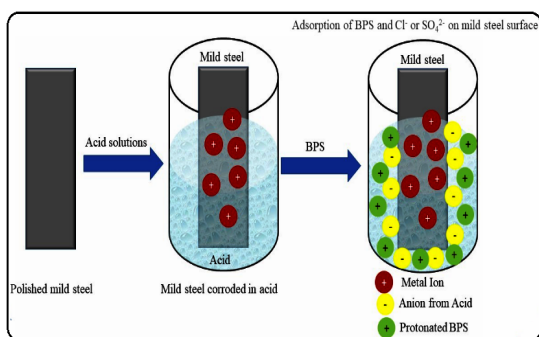 Adsorption of BPS and Cl⁻ or SO₄²⁻ on mild steel surface
Mild steel
Mild steel
Acid solutions
BPS
Acid
Polished mild steel
Mild steel corroded in acid
+ Metal Ion
- Anion from Acid
+ Protonated BPS